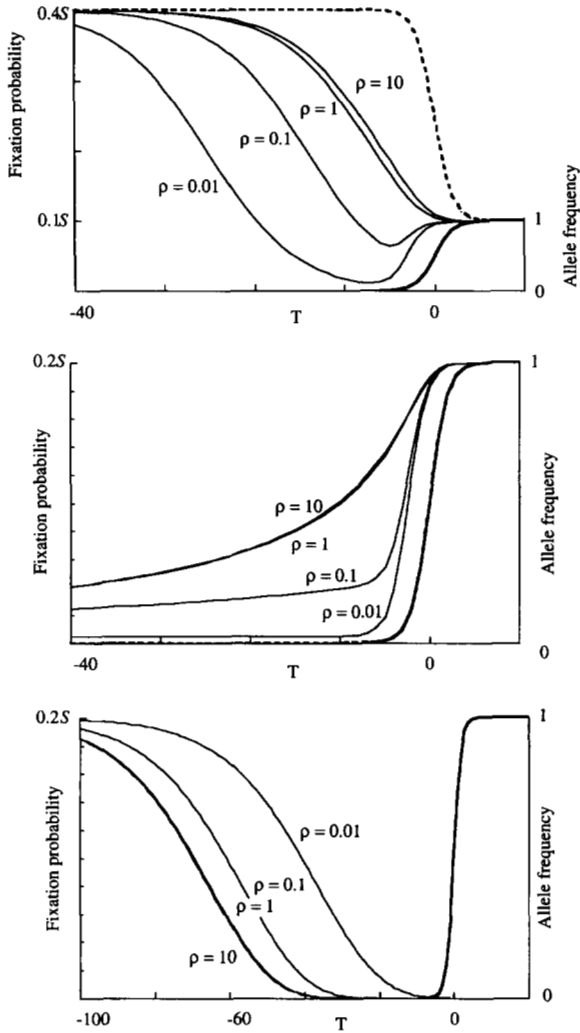 0.4S
ρ = 10
ρ = 1
ρ = 0.1
ρ = 0.01
Fixation probability
0.1S
1
Allele frequency
0
-40
T
0
0.2S
1
Fixation probability
ρ = 10
ρ = 1
ρ = 0.1
ρ = 0.01
Allele frequency
0
-40
T
0
0.2S
1
Fixation probability
ρ = 0.01
ρ = 0.1
ρ = 1
ρ = 10
Allele frequency
0
-100
-60
T
0